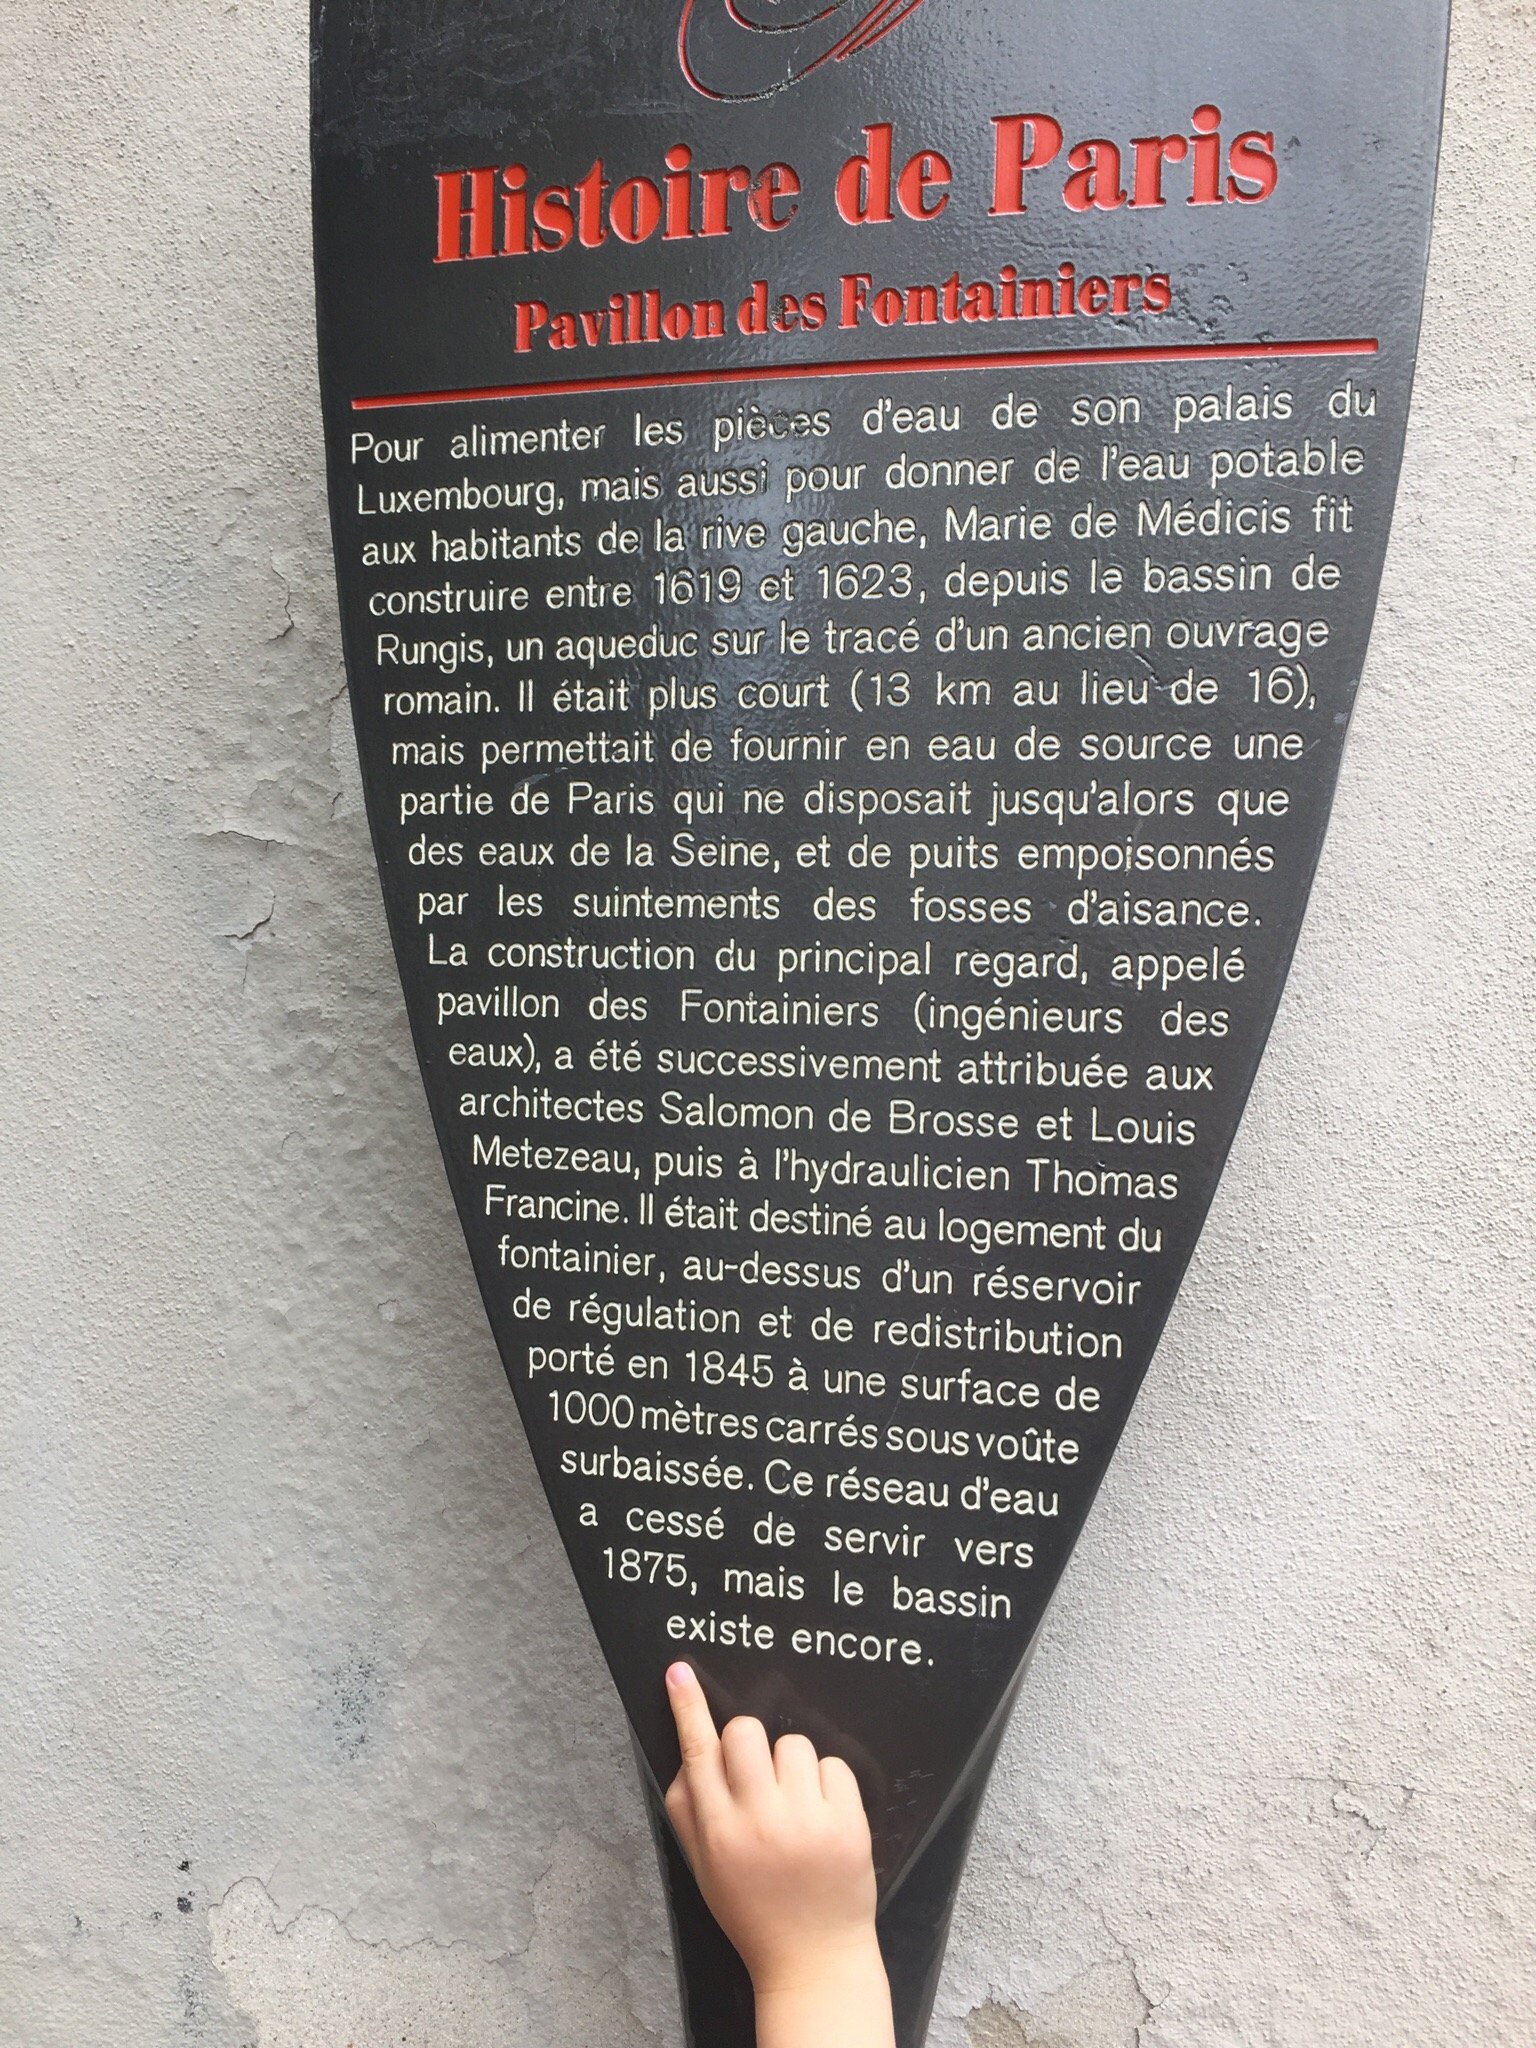 Histoire de Paris
Pavillon des Fontainiers
Pour alimenter les pièces d'eau de son palais du
Luxembourg, mais aussi pour donner de l'eau potable
aux habitants de la rive gauche, Marie de Médicis fit
construire entre 1619 et 1623, depuis le bassin de
Rungis, un aqueduc sur le tracé d'un ancien ouvrage
romain. Il était plus court (13 km au lieu de 16),
mais permettait de fournir en eau de source une
partie de Paris qui ne disposait jusqu'alors que
des eaux de la Seine, et de puits empoisonnés
par les suintements des fosses d'aisance.
La construction du principal regard, appelé
pavillon des Fontainiers (ingénieurs des
eaux), a été successivement attribuée aux
architectes Salomon de Brosse et Louis
Metezeau, puis à l'hydraulicien Thomas
Francine. Il était destiné au logement du
fontainier, au-dessus d'un réservoir
de régulation et de redistribution
porté en 1845 à une surface de
1000 mètres carrés sous voûte
surbaissée. Ce réseau d'eau
a cessé de servir vers
1875, mais le bassin
existe encore.